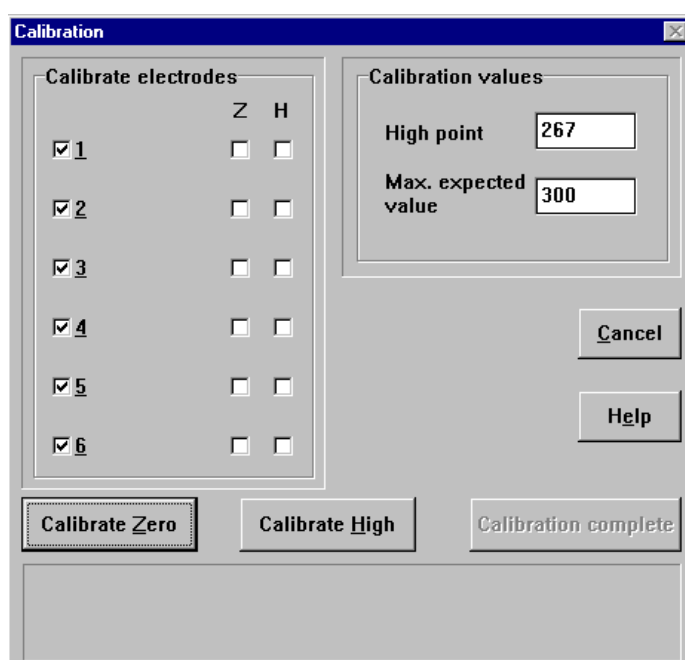 Calibration
Calibrate electrodes
Z H
1
2
3
4
5
6
Calibration values
High point 267
Max. expected
value 300
Cancel
Help
Calibrate Zero Calibrate High Calibration complete